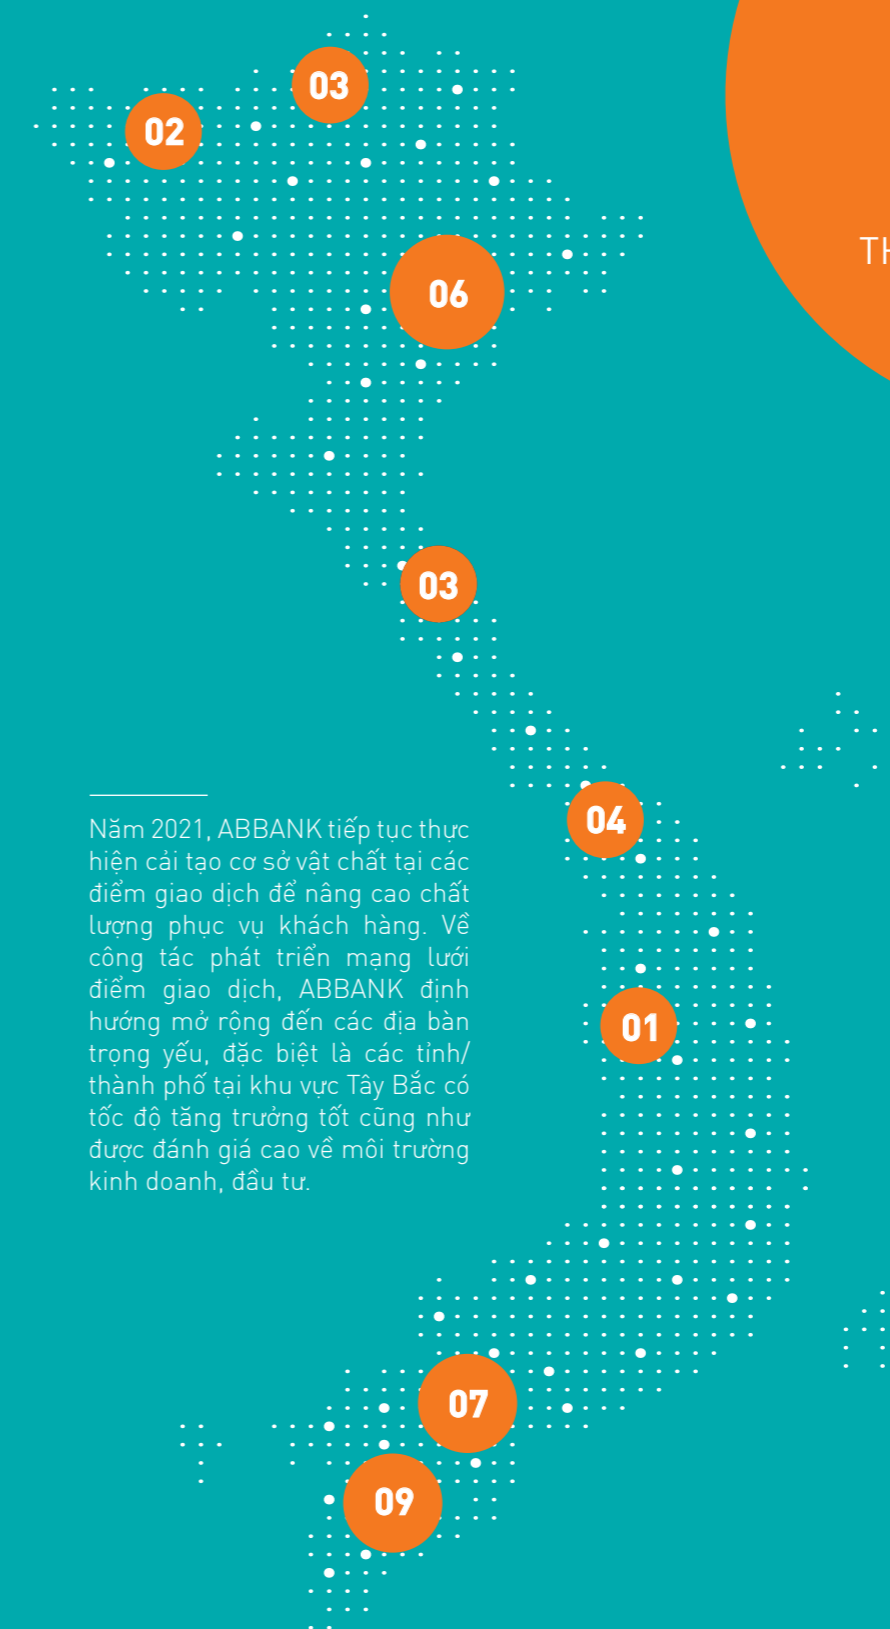 03
02
TH
06
03
04
Năm 2021, ABBANK tiếp tục thực
hiện cải tạo cơ sở vật chất tại các
điểm giao dịch để nâng cao chất
lượng phục vụ khách hàng. Về
công tác phát triển mạng lưới
điểm giao dịch, ABBANK định
hướng mở rộng đến các địa bàn
trọng yếu, đặc biệt là các tỉnh/
thành phố tại khu vực Tây Bắc có
tốc độ tăng trưởng tốt cũng như
được đánh giá cao về môi trường
kinh doanh, đầu tư.
01
07
09